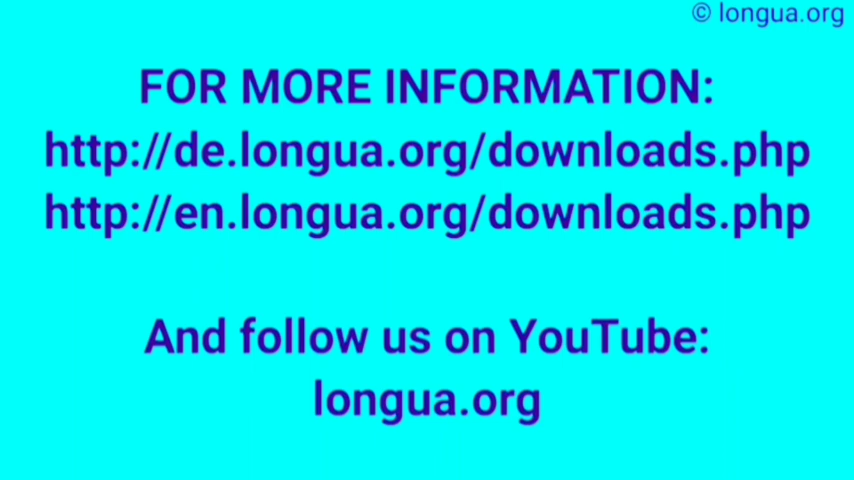 © longua.org
FOR MORE INFORMATION:
http://de.longua.org/downloads.php
http://en.longua.org/downloads.php
And follow us on YouTube:
longua.org